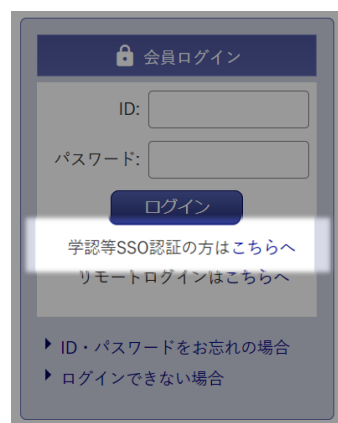 会員ログイン
ID:
パスワード:
ログイン
学認等SSO認証の方はこちらへ
リモートログインはこちらへ
ID・パスワードをお忘れの場合
ログインできない場合